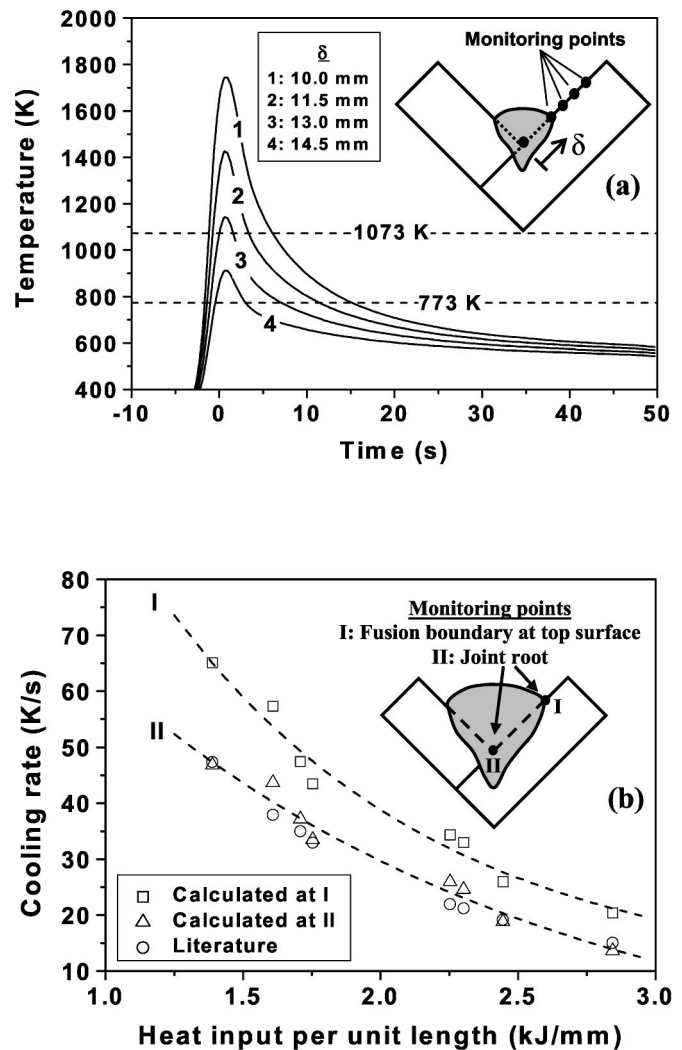 2000
1800
1600
1400
1200
1000
800
600
400
Temperature (K)
δ
1: 10.0 mm
2: 11.5 mm
3: 13.0 mm
4: 14.5 mm
Monitoring points
δ
(a)
1
2
3
4
1073 K
773 K
-10 0 10 20 30 40 50
Time (s)
80
70
60
50
40
30
20
10
Cooling rate (K/s)
I
II
Monitoring points
I: Fusion boundary at top surface
II: Joint root
I
II
(b)
Calculated at I
Calculated at II
Literature
1.0 1.5 2.0 2.5 3.0
Heat input per unit length (kJ/mm)